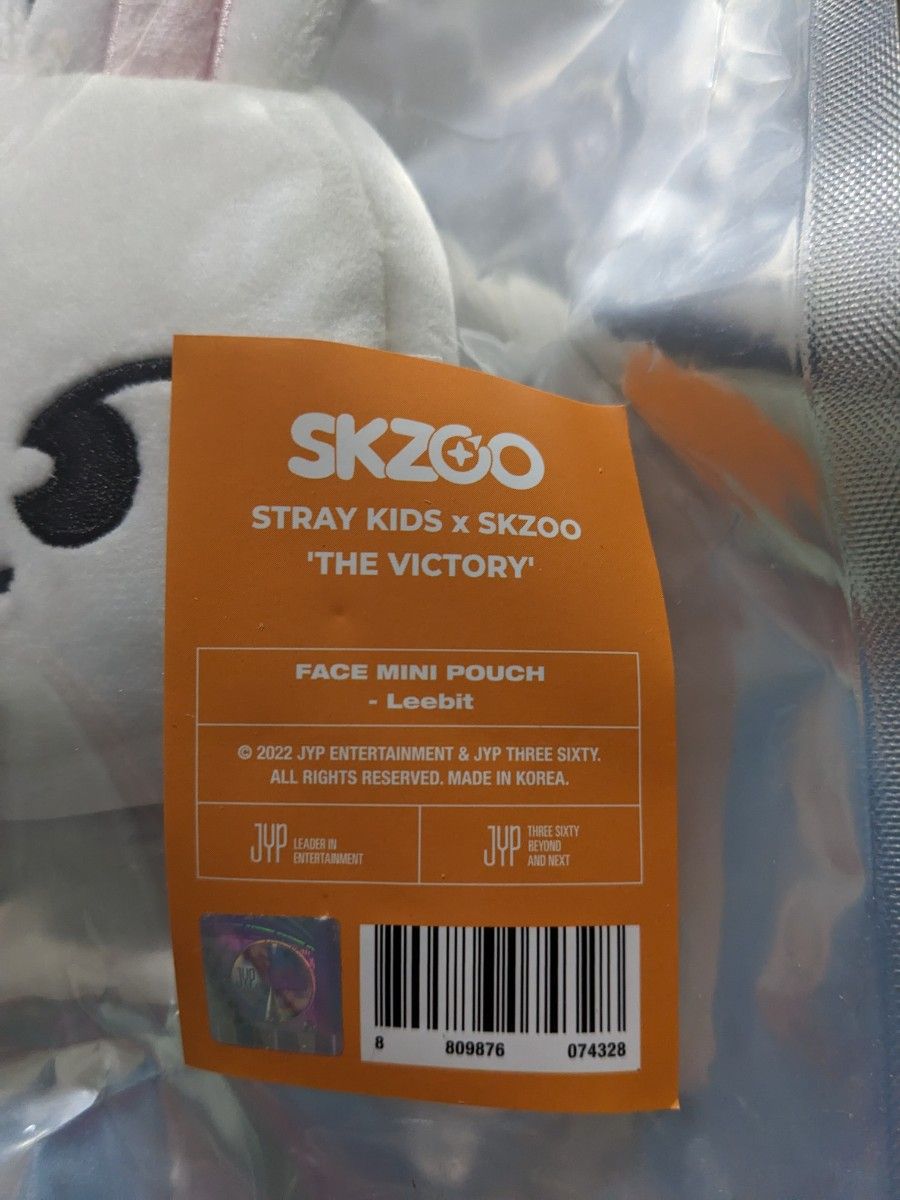 SKZOO
STRAY KIDS x SKZOO
'THE VICTORY'
FACE MINI POUCH
- Leebit
© 2022 JYP ENTERTAINMENT & JYP THREE SIXTY.
ALL RIGHTS RESERVED. MADE IN KOREA.
JYP LEADER IN
ENTERTAINMENT
JYP THREE SIXTY
BEYOND
AND NEXT
JYP
8 809876 074328